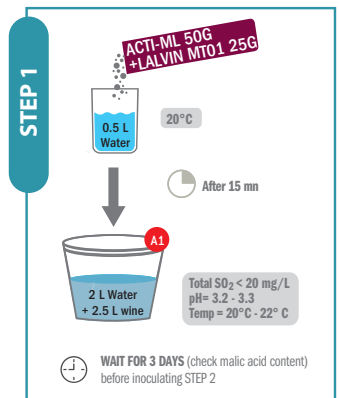 STEP 1
ACTI-ML 50G
+LALVIN MT01 25G
0.5 L
Water
20°C
After 15 mn
A1
2 L Water
+ 2.5 L wine
Total SO₂ < 20 mg/L
pH= 3.2 - 3.3
Temp = 20°C - 22° C
WAIT FOR 3 DAYS (check malic acid content)
before inoculating STEP 2